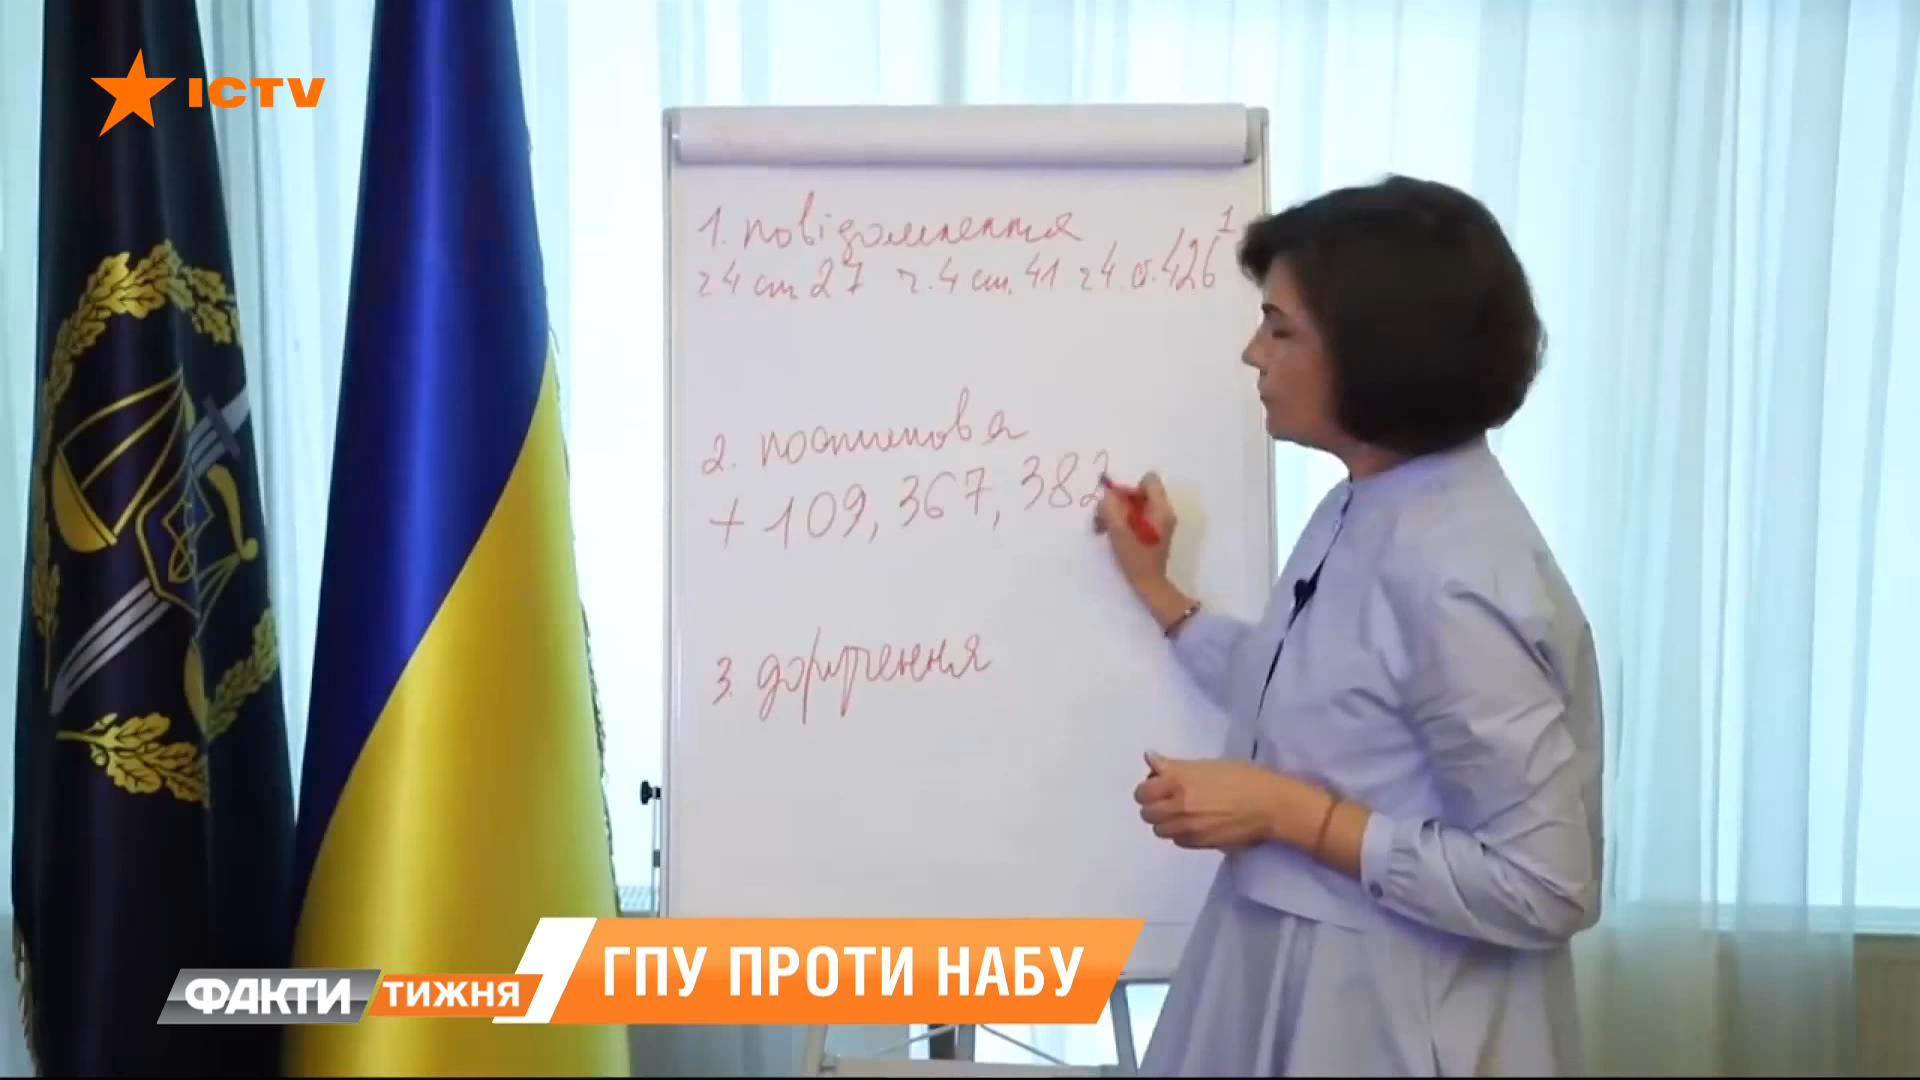 ICTV
1. повідомлення
ч 4 ст 27 ч. 4 ст. 41 ч 4. ст. 426 1
2. постанова
+ 109, 367, 382
3. доручення
ГПУ ПРОТИ НАБУ
ФАКТИ ТИЖНЯ